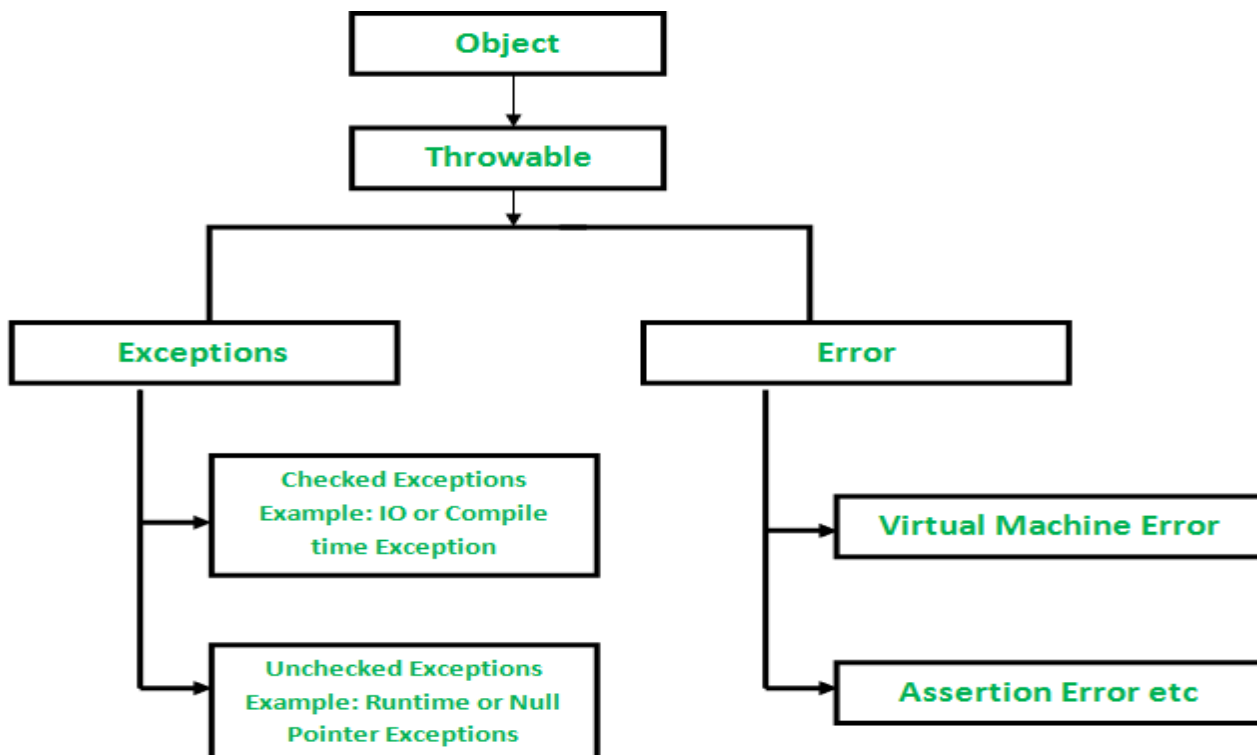 Object
Throwable
Exceptions
Error
Checked Exceptions
Example: IO or Compile
time Exception
Virtual Machine Error
Unchecked Exceptions
Example: Runtime or Null
Pointer Exceptions
Assertion Error etc